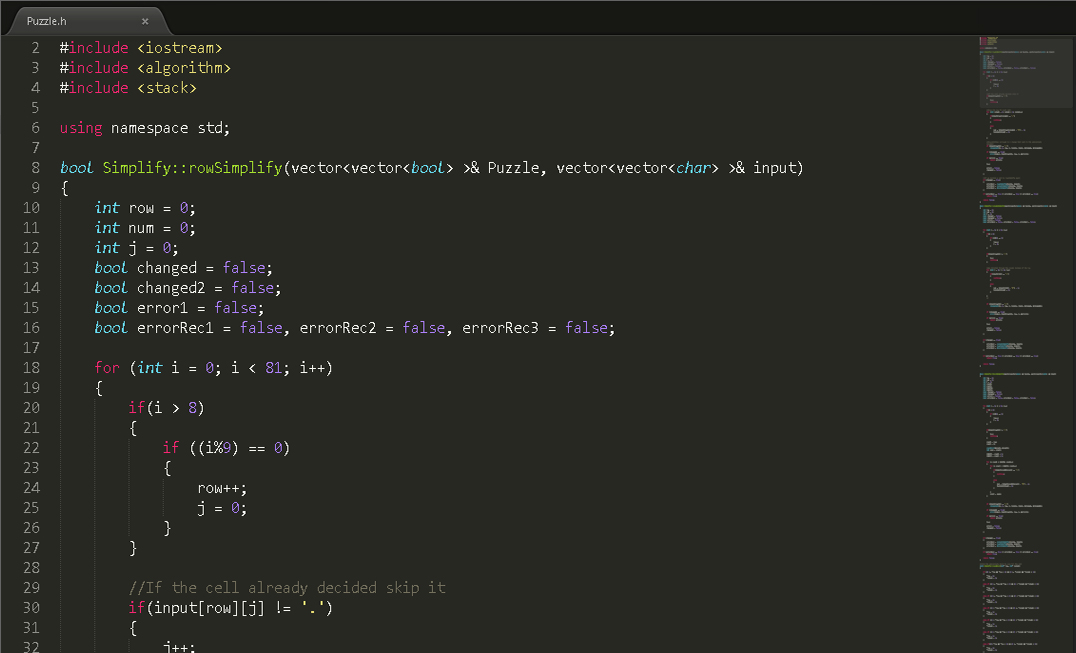 Puzzle.h ×
2 #include <iostream>
3 #include <algorithm>
4 #include <stack>
5
6 using namespace std;
7
8 bool Simplify::rowSimplify(vector<vector<bool> >& Puzzle, vector<vector<char> >& input)
9 {
10 int row = 0;
11 int num = 0;
12 int j = 0;
13 bool changed = false;
14 bool changed2 = false;
15 bool error1 = false;
16 bool errorRec1 = false, errorRec2 = false, errorRec3 = false;
17
18 for (int i = 0; i < 81; i++)
19 {
20 if(i > 8)
21 {
22 if ((i%9) == 0)
23 {
24 row++;
25 j = 0;
26 }
27 }
28
29 //If the cell already decided skip it
30 if(input[row][j] != '.')
31 {
32 j++;